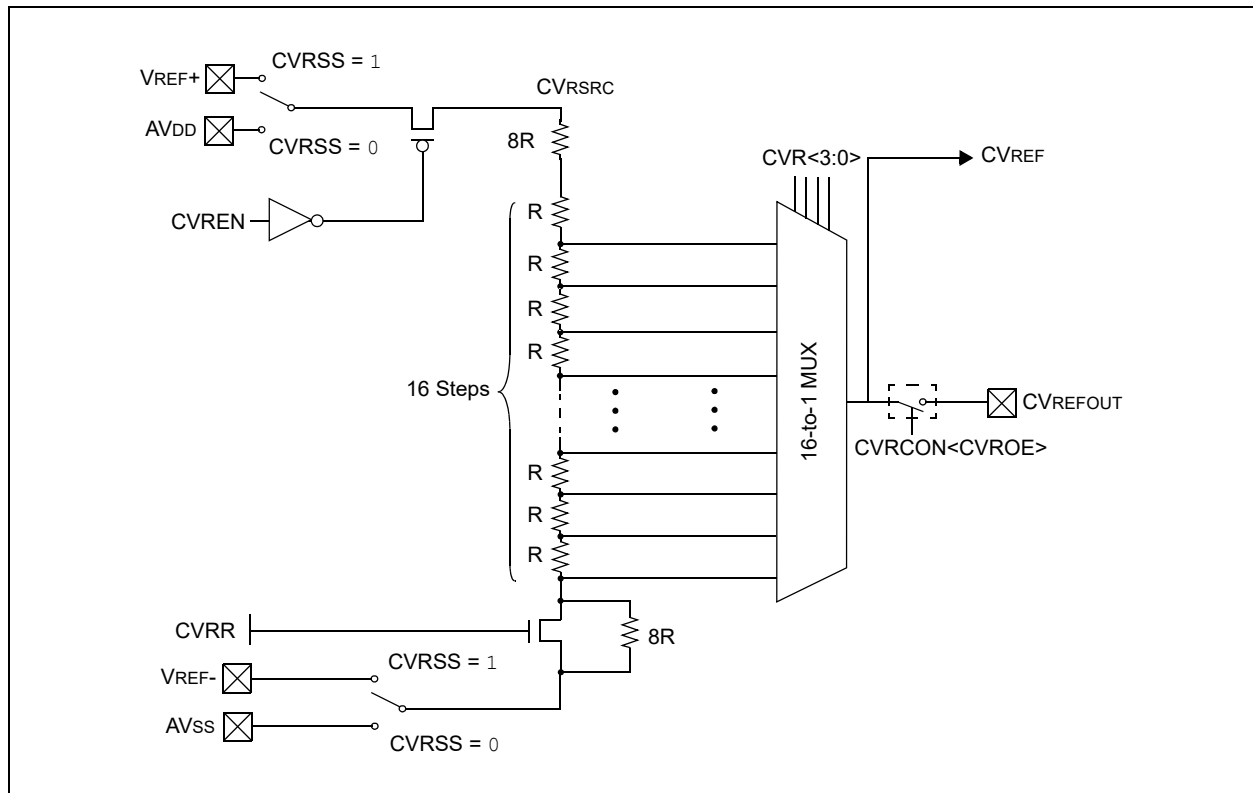 CVRSS = 1
VREF+
CVRSRC
AVDD
8R
CVRSS = 0
CVR<3:0>
CVREF
CVREN
R
R
R
R
16 Steps
16-to-1 MUX
CVREFOUT
CVRCON<CVROE>
R
R
R
CVRR
8R
CVRSS = 1
VREF-
AVSS
CVRSS = 0